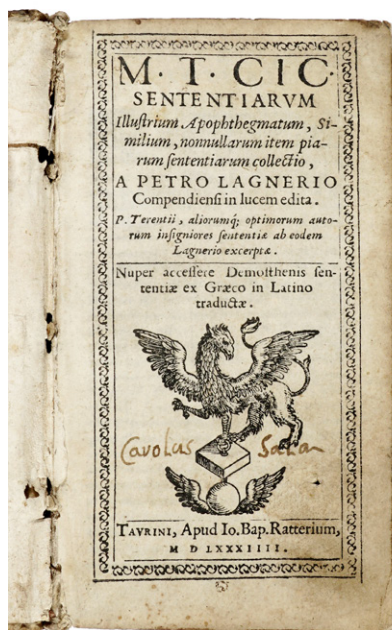 M. T. CIC.
SENTENTIARVM
Illustrium Apophthegmatum, Si-
milium, nonnullarum item pia-
rum sententiarum collectio,
A PETRO LAGNERIO
Compendiensi in lucem edita.
P. Terentii, aliorumq; optimorum auto-
rum insigniores sententiæ ab eodem
Lagnerio excerptæ.
Nuper accessere Demosthenis sen-
tentiæ ex Græco in Latino
traductæ.
Carolus
TAVRINI, Apud Io. Bap. Ratterium,
M D LXXXIIII.